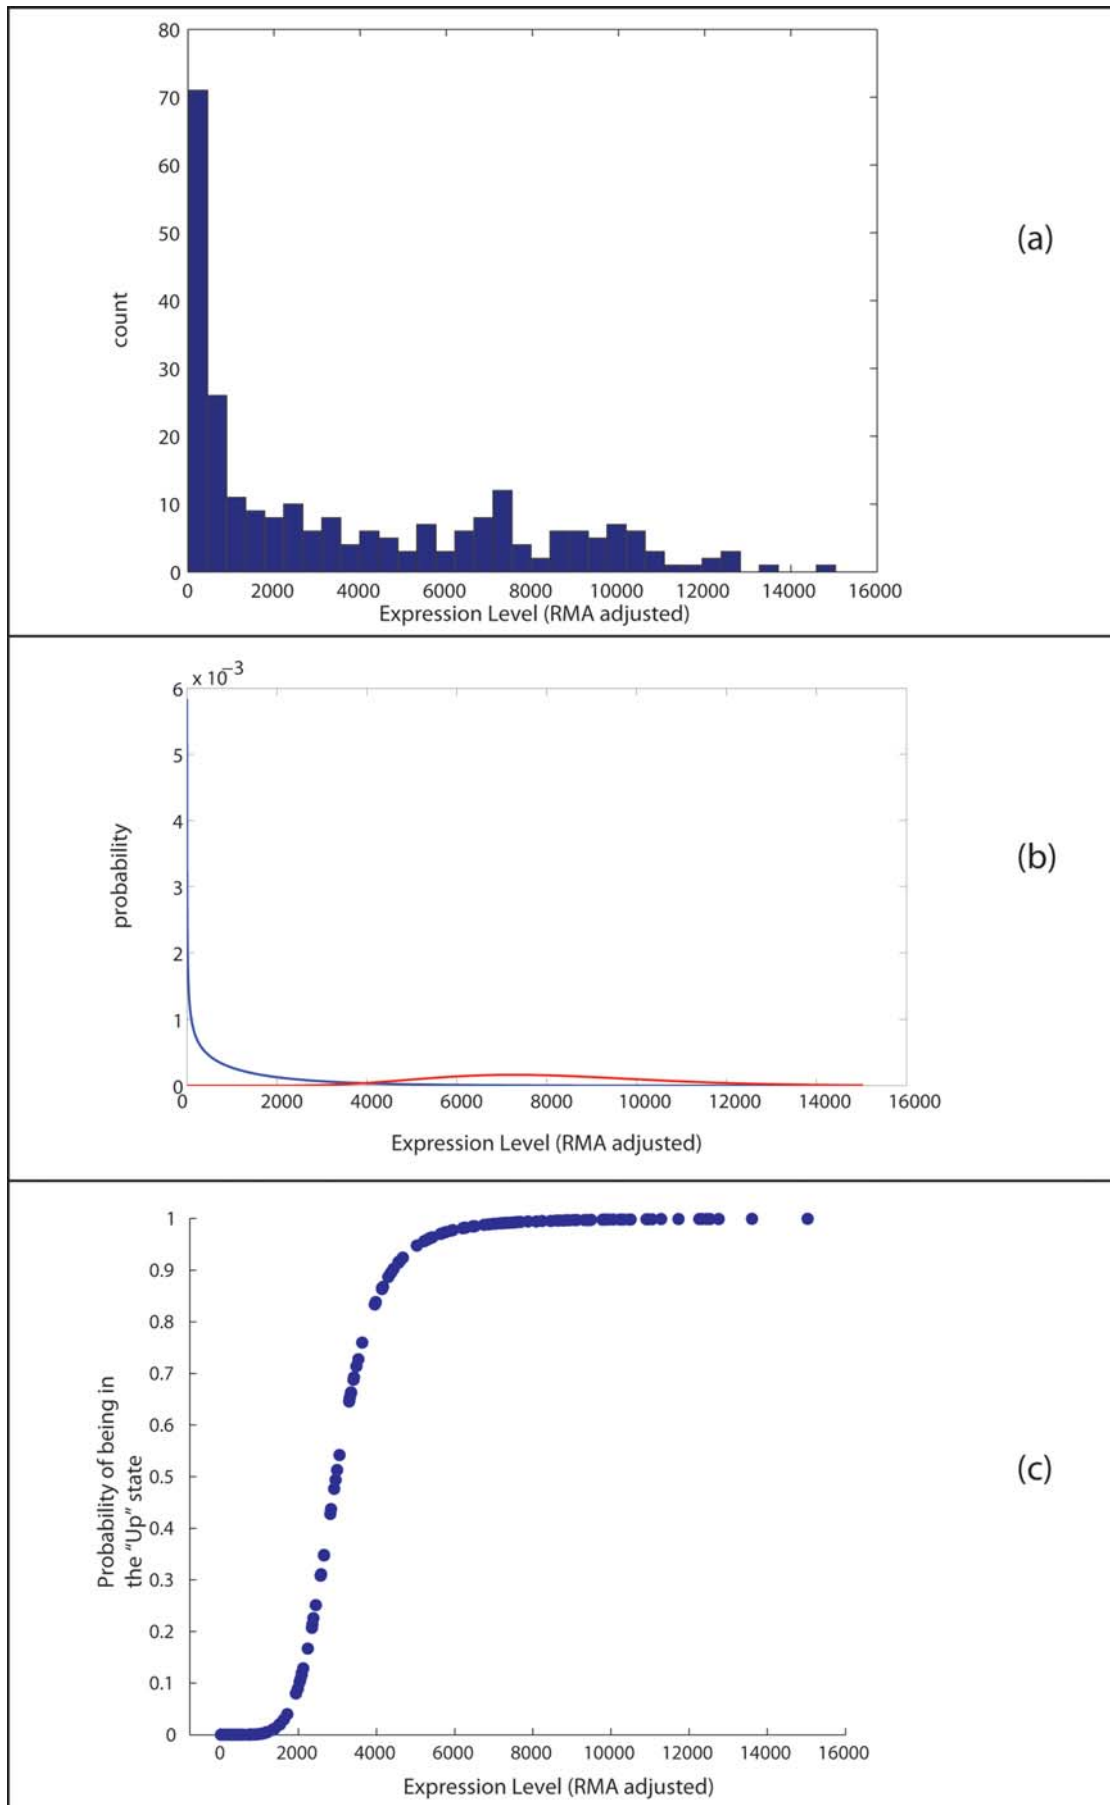 80
70
60
50
40
30
20
10
0
count
0 2000 4000 6000 8000 10000 12000 14000 16000
Expression Level (RMA adjusted)
(a)
x 10−3
6
5
4
3
2
1
0
probability
0 2000 4000 6000 8000 10000 12000 14000 16000
Expression Level (RMA adjusted)
(b)
1
0.9
0.8
0.7
0.6
0.5
0.4
0.3
0.2
0.1
0
Probability of being in
the "Up" state
0 2000 4000 6000 8000 10000 12000 14000 16000
Expression Level (RMA adjusted)
(c)